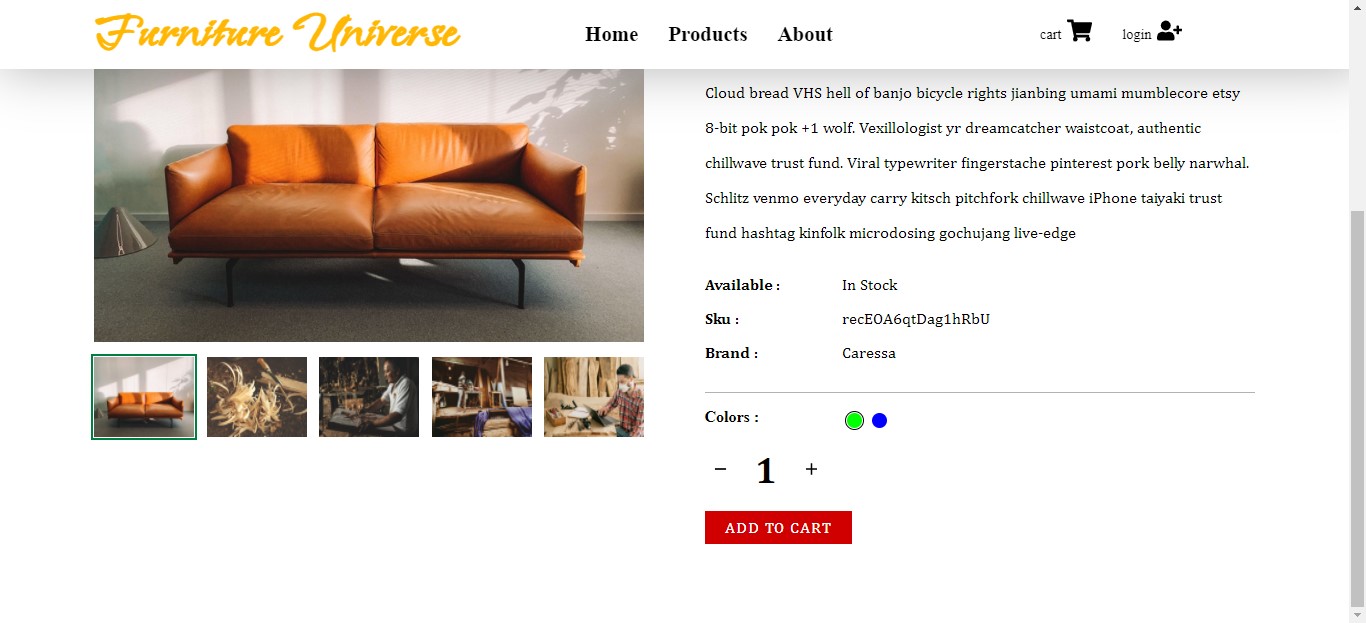 Furniture Universe
Home Products About
cart login
Cloud bread VHS hell of banjo bicycle rights jianbing umami mumblecore etsy
8-bit pok pok +1 wolf. Vexillologist yr dreamcatcher waistcoat, authentic
chillwave trust fund. Viral typewriter fingerstache pinterest pork belly narwhal.
Schlitz venmo everyday carry kitsch pitchfork chillwave iPhone taiyaki trust
fund hashtag kinfolk microdosing gochujang live-edge
Available : In Stock
Sku : recEOA6qtDag1hRbU
Brand : Caressa
Colors :
− 1 +
ADD TO CART